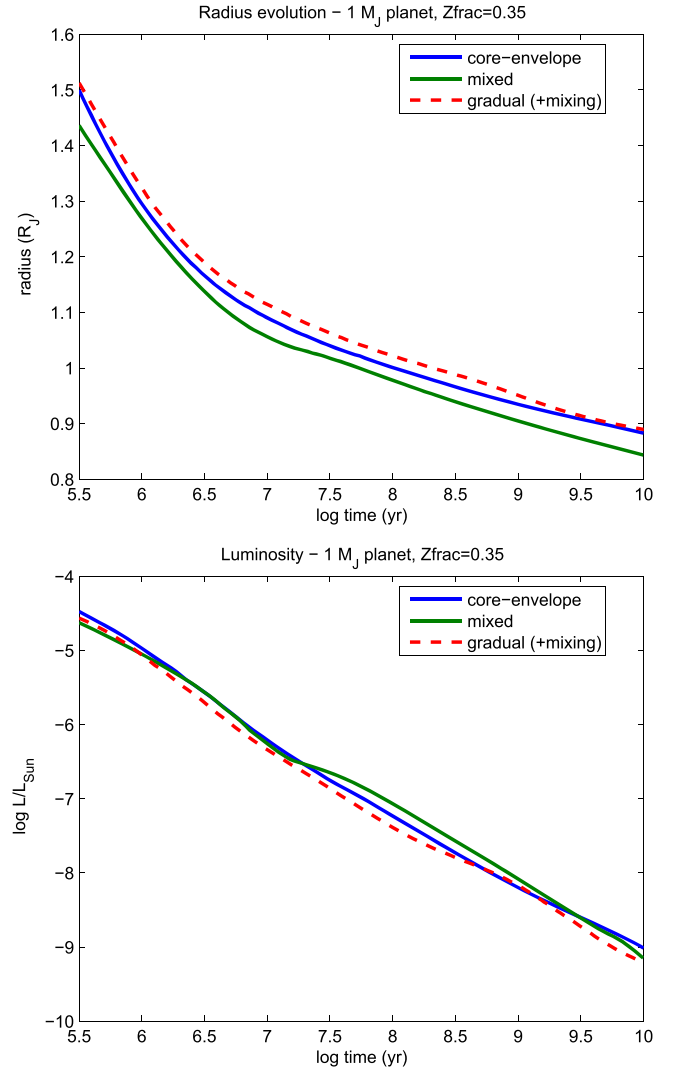 Radius evolution − 1 M_J planet, Zfrac=0.35
1.6
1.5
1.4
1.3
1.2
1.1
1
0.9
0.8
radius (R_J)
core−envelope
mixed
gradual (+mixing)
5.5 6 6.5 7 7.5 8 8.5 9 9.5 10
log time (yr)
Luminosity − 1 M_J planet, Zfrac=0.35
−4
−5
−6
−7
−8
−9
−10
log L/L_Sun
core−envelope
mixed
gradual (+mixing)
5.5 6 6.5 7 7.5 8 8.5 9 9.5 10
log time (yr)